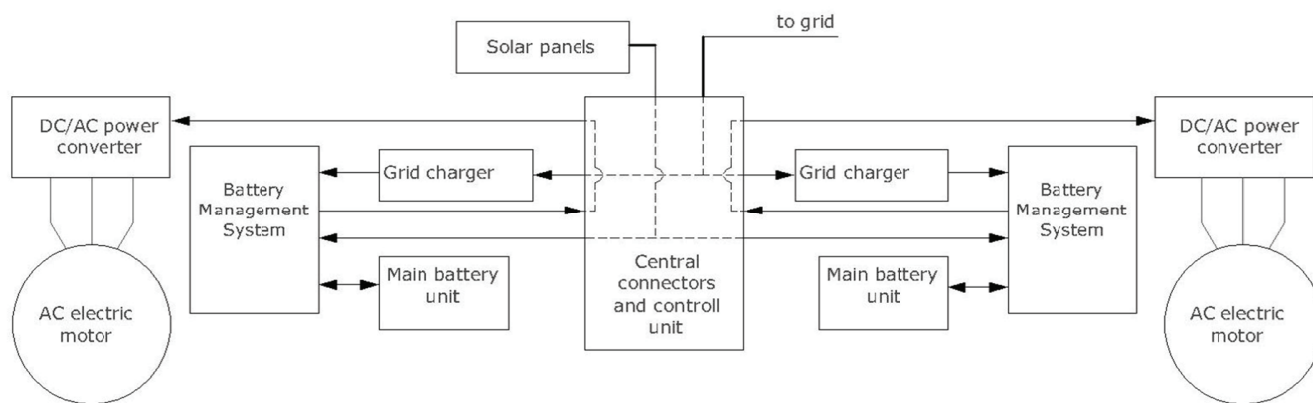 to grid
Solar panels
DC/AC power
converter
DC/AC power
converter
Grid charger
Grid charger
Battery
Management
System
Battery
Management
System
Main battery
unit
Central
connectors
and controll
unit
Main battery
unit
AC electric
motor
AC electric
motor